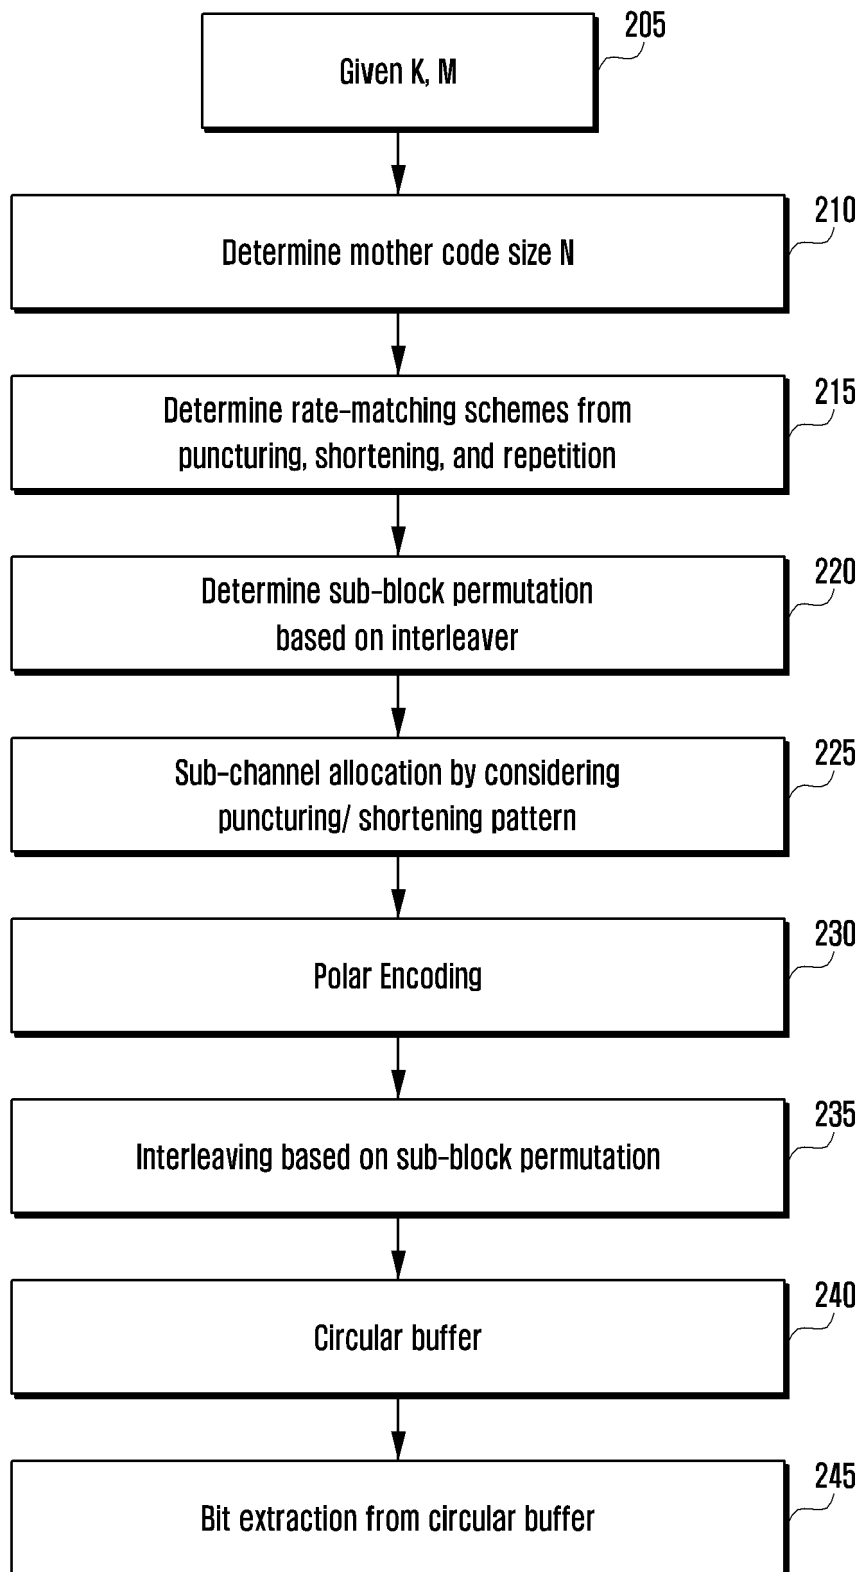 205
Given K, M
210
Determine mother code size N
215
Determine rate-matching schemes from
puncturing, shortening, and repetition
220
Determine sub-block permutation
based on interleaver
225
Sub-channel allocation by considering
puncturing/ shortening pattern
230
Polar Encoding
235
Interleaving based on sub-block permutation
240
Circular buffer
245
Bit extraction from circular buffer